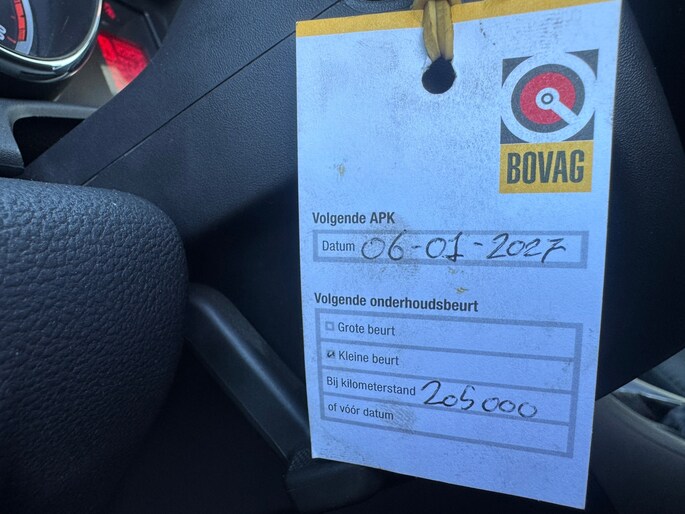 BOVAG
Volgende APK
Datum 06-01-2027
Volgende onderhoudsbeurt
Grote beurt
Kleine beurt
Bij kilometerstand 205000
of vóór datum